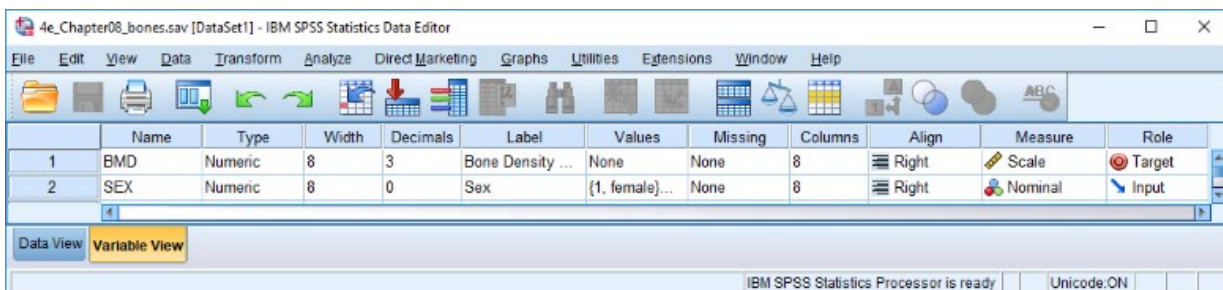 4e_Chapter08_bones.sav [DataSet1] - IBM SPSS Statistics Data Editor
File Edit View Data Transform Analyze Direct Marketing Graphs Utilities Extensions Window Help
Name Type Width Decimals Label Values Missing Columns Align Measure Role
1 BMD Numeric 8 3 Bone Density ... None None 8 Right Scale Target
2 SEX Numeric 8 0 Sex {1, female}... None 8 Right Nominal Input
Data View Variable View
IBM SPSS Statistics Processor is ready Unicode:ON